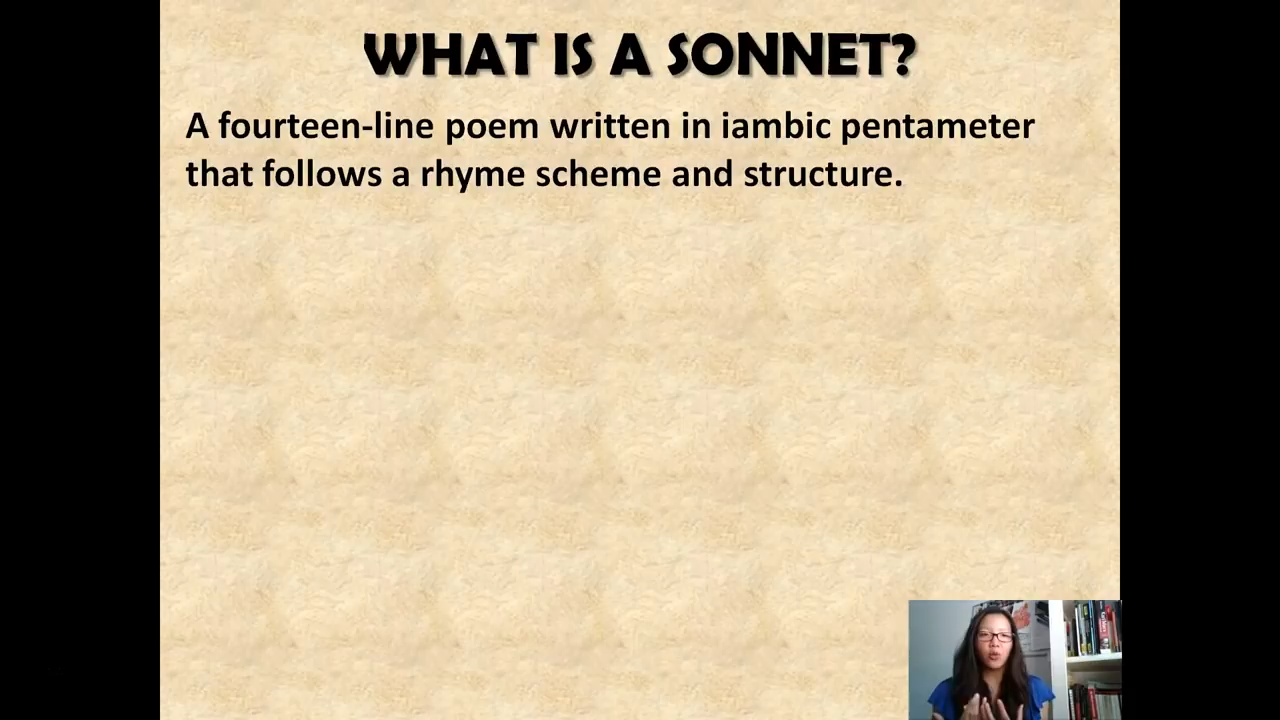 WHAT IS A SONNET?
A fourteen-line poem written in iambic pentameter
that follows a rhyme scheme and structure.